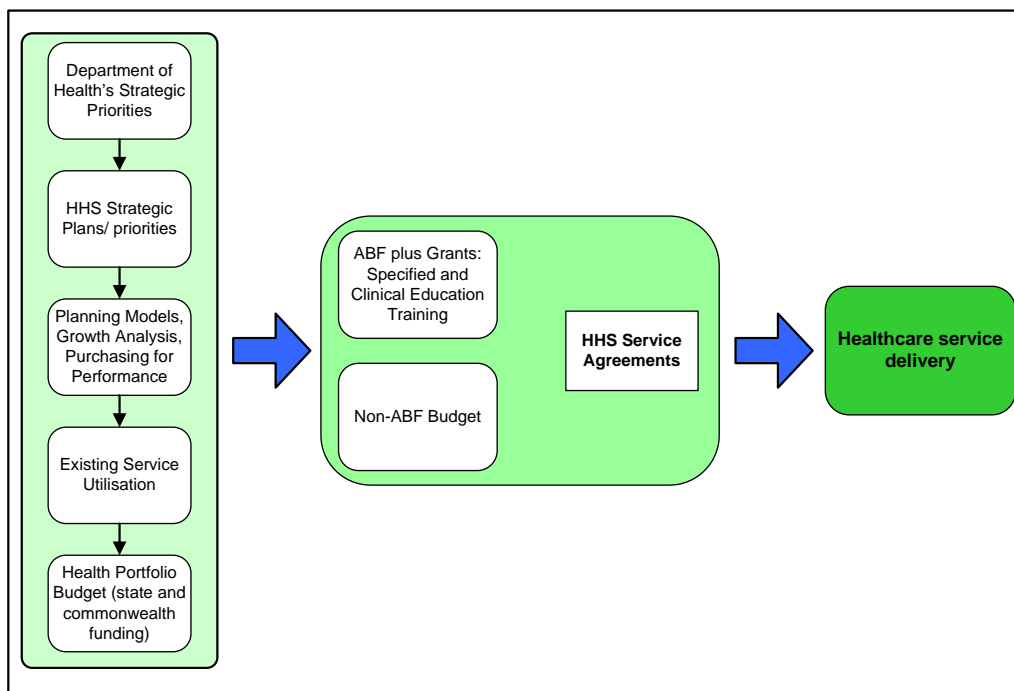 Department of
Health's Strategic
Priorities
HHS Strategic
Plans/ priorities
Planning Models,
Growth Analysis,
Purchasing for
Performance
Existing Service
Utilisation
Health Portfolio
Budget (state and
commonwealth
funding)
ABF plus Grants:
Specified and
Clinical Education
Training
Non-ABF Budget
HHS Service
Agreements
Healthcare service
delivery